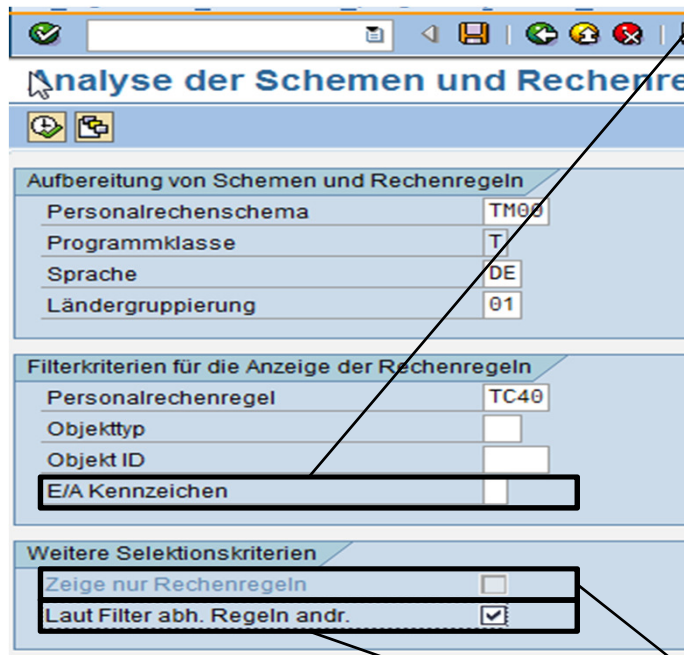 Analyse der Schemen und Rechenre
Aufbereitung von Schemen und Rechenregeln
Personalrechenschema TM00
Programmklasse T
Sprache DE
Ländergruppierung 01
Filterkriterien für die Anzeige der Rechenregeln
Personalrechenregel TC40
Objekttyp
Objekt ID
E/A Kennzeichen
Weitere Selektionskriterien
Zeige nur Rechenregeln
Laut Filter abh. Regeln andr.